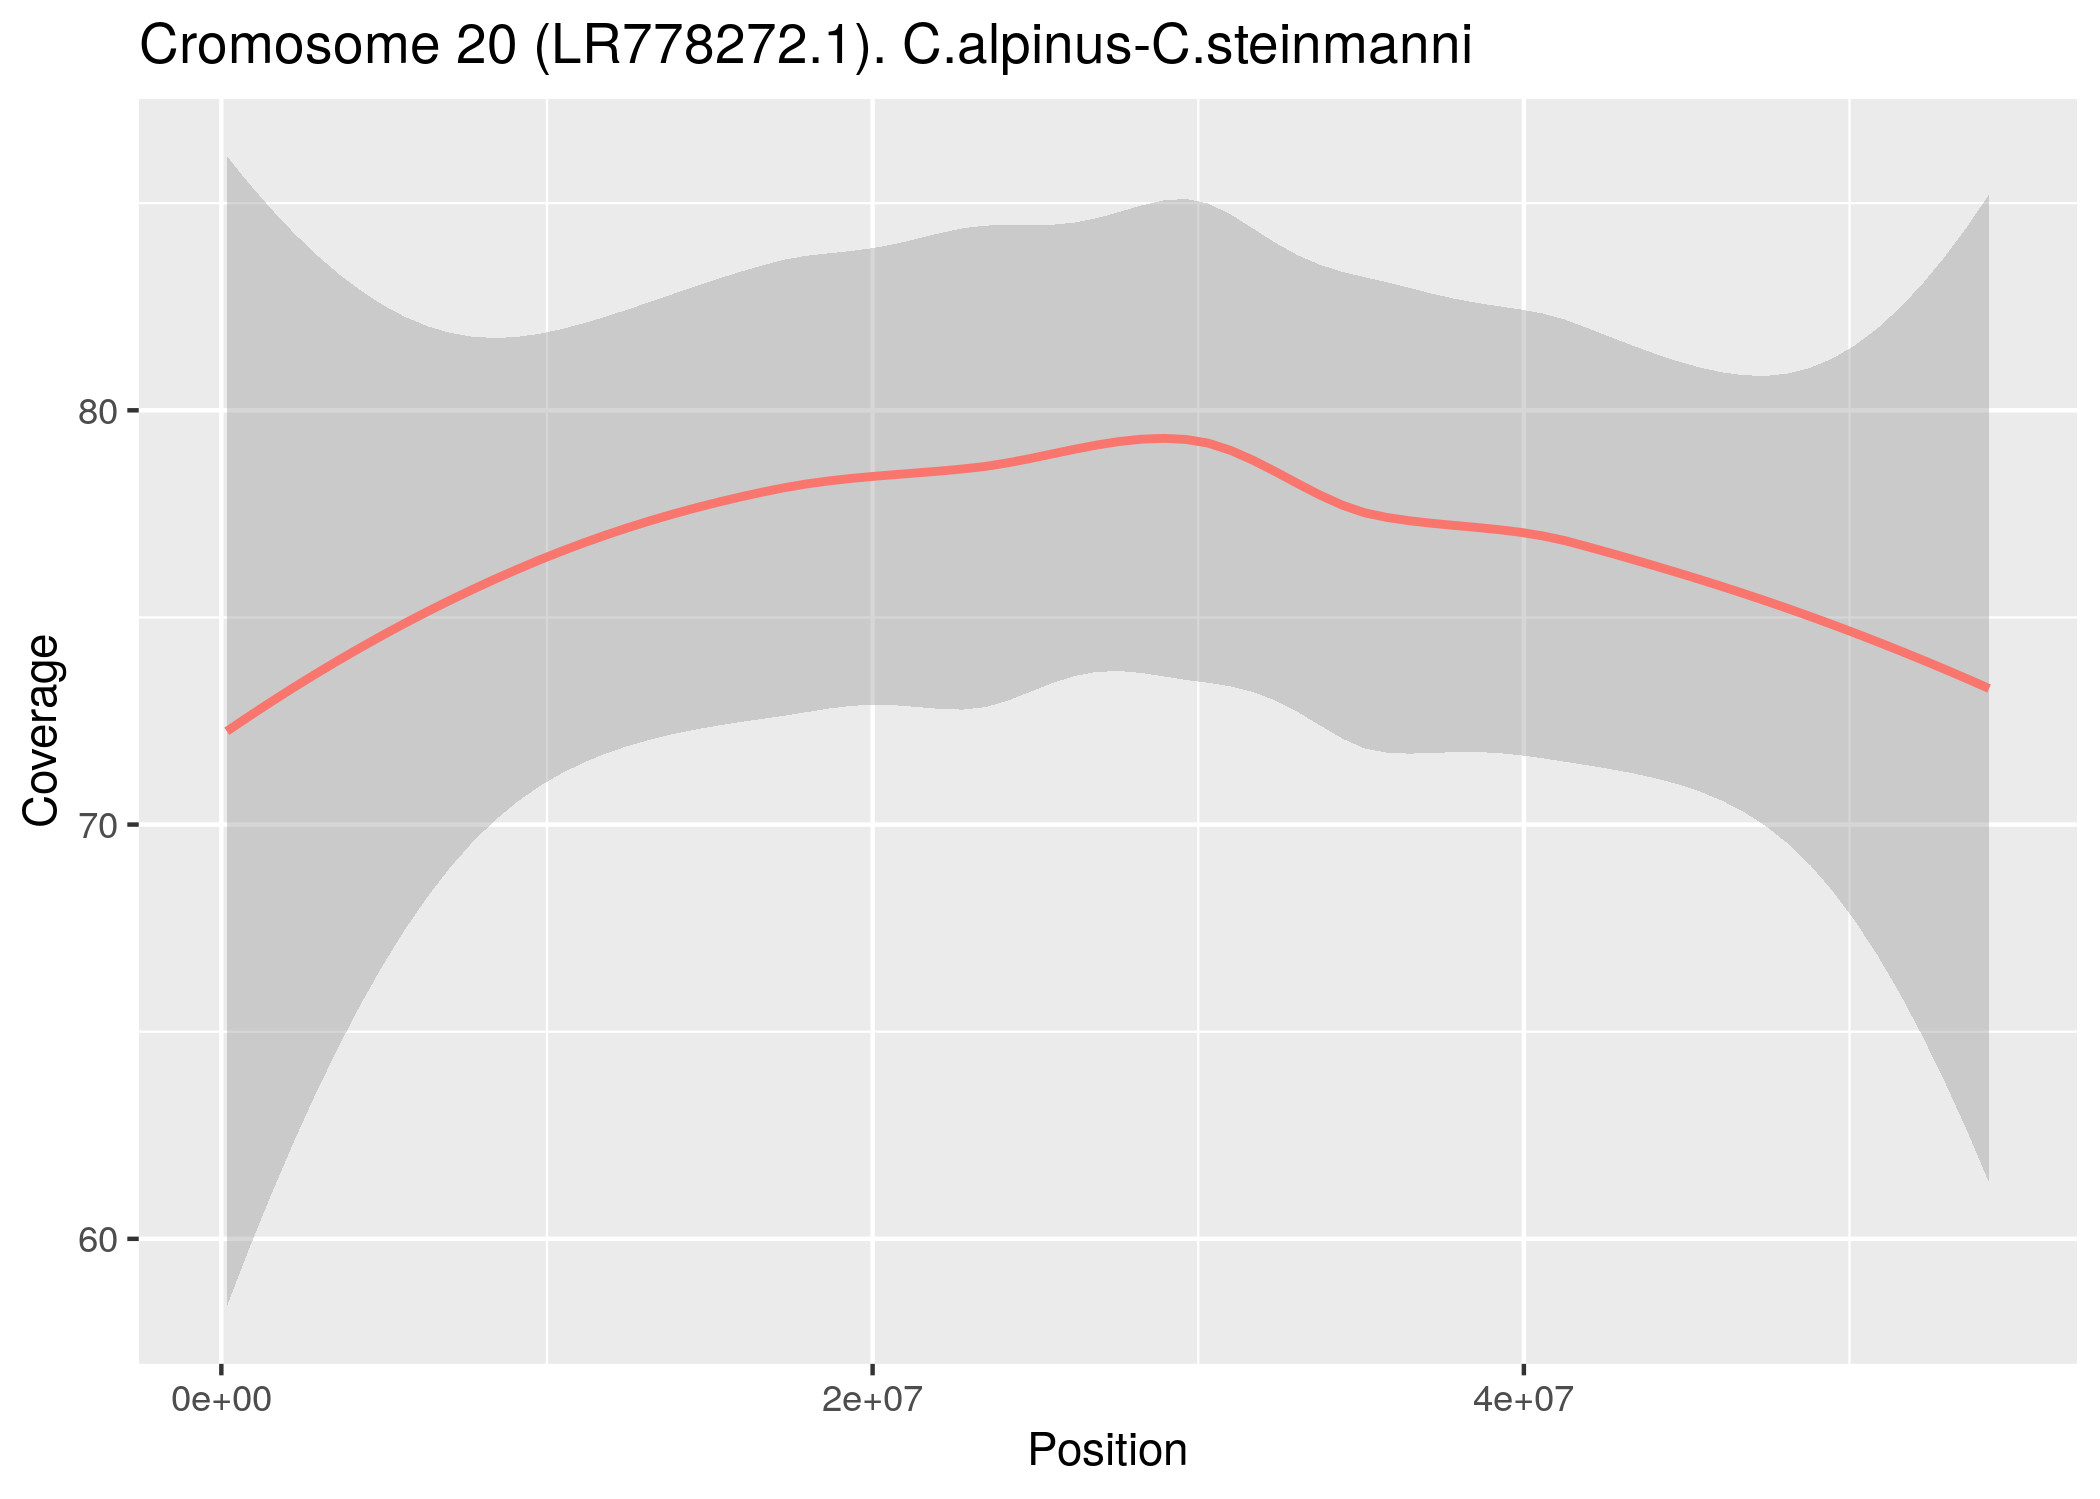 Cromosome 20 (LR778272.1). C.alpinus-C.steinmanni
80
70
60
Coverage
0e+00 2e+07 4e+07
Position